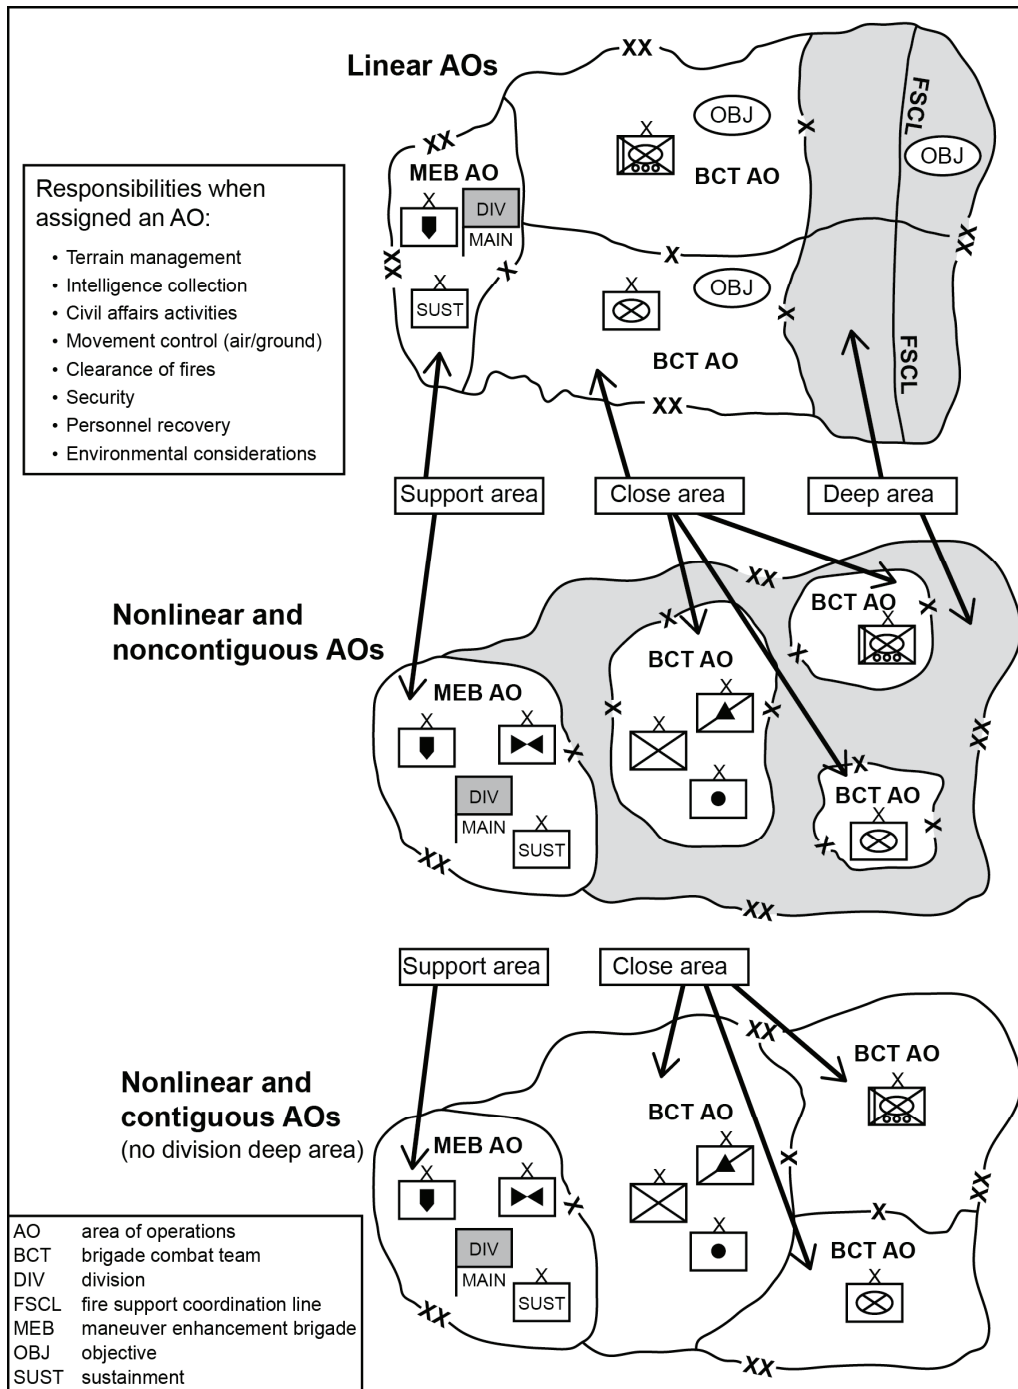 XX
Linear AOs
FSCL
OBJ
X
X
OBJ
XX
MEB AO
BCT AO
Responsibilities when
assigned an AO:
• Terrain management
• Intelligence collection
• Civil affairs activities
• Movement control (air/ground)
• Clearance of fires
• Security
• Personnel recovery
• Environmental considerations
X
DIV
MAIN
XX
XX
X
X
X
SUST
X
OBJ
X
BCT AO
FSCL
XX
Support area
Close area
Deep area
XX
Nonlinear and
noncontiguous AOs
BCT AO
X
X
X
X
BCT AO
X
MEB AO
X
X
X
X
X
X
X
XX
DIV
MAIN
X
SUST
X
X
BCT AO
X
X
X
XX
XX
Support area
Close area
XX
Nonlinear and
contiguous AOs
(no division deep area)
BCT AO
X
BCT AO
X
MEB AO
X
X
X
X
X
X
XX
X
DIV
MAIN
X
SUST
XX
X
BCT AO
X
XX
AO area of operations
BCT brigade combat team
DIV division
FSCL fire support coordination line
MEB maneuver enhancement brigade
OBJ objective
SUST sustainment